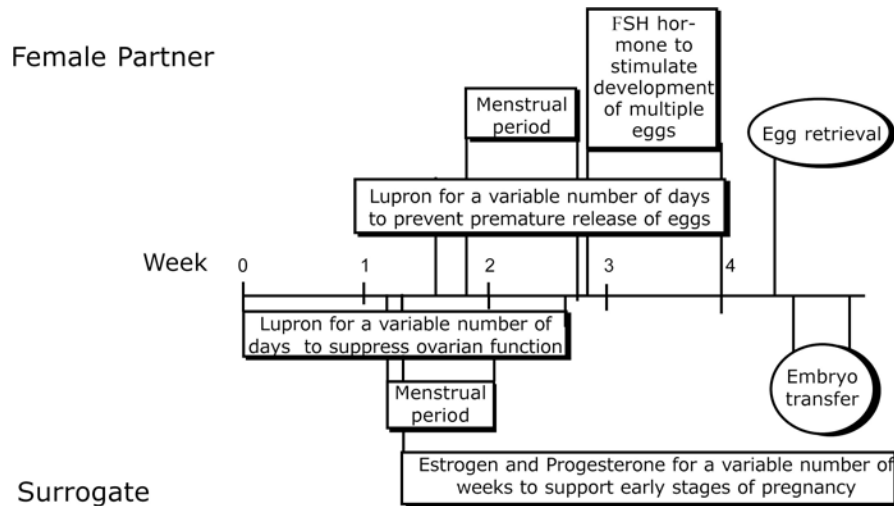 Female Partner
FSH hor-
mone to
stimulate
development
of multiple
eggs
Menstrual
period
Egg retrieval
Lupron for a variable number of days
to prevent premature release of eggs
Week
0 1 2 3 4
Lupron for a variable number of
days to suppress ovarian function
Menstrual
period
Embryo
transfer
Estrogen and Progesterone for a variable number of
weeks to support early stages of pregnancy
Surrogate